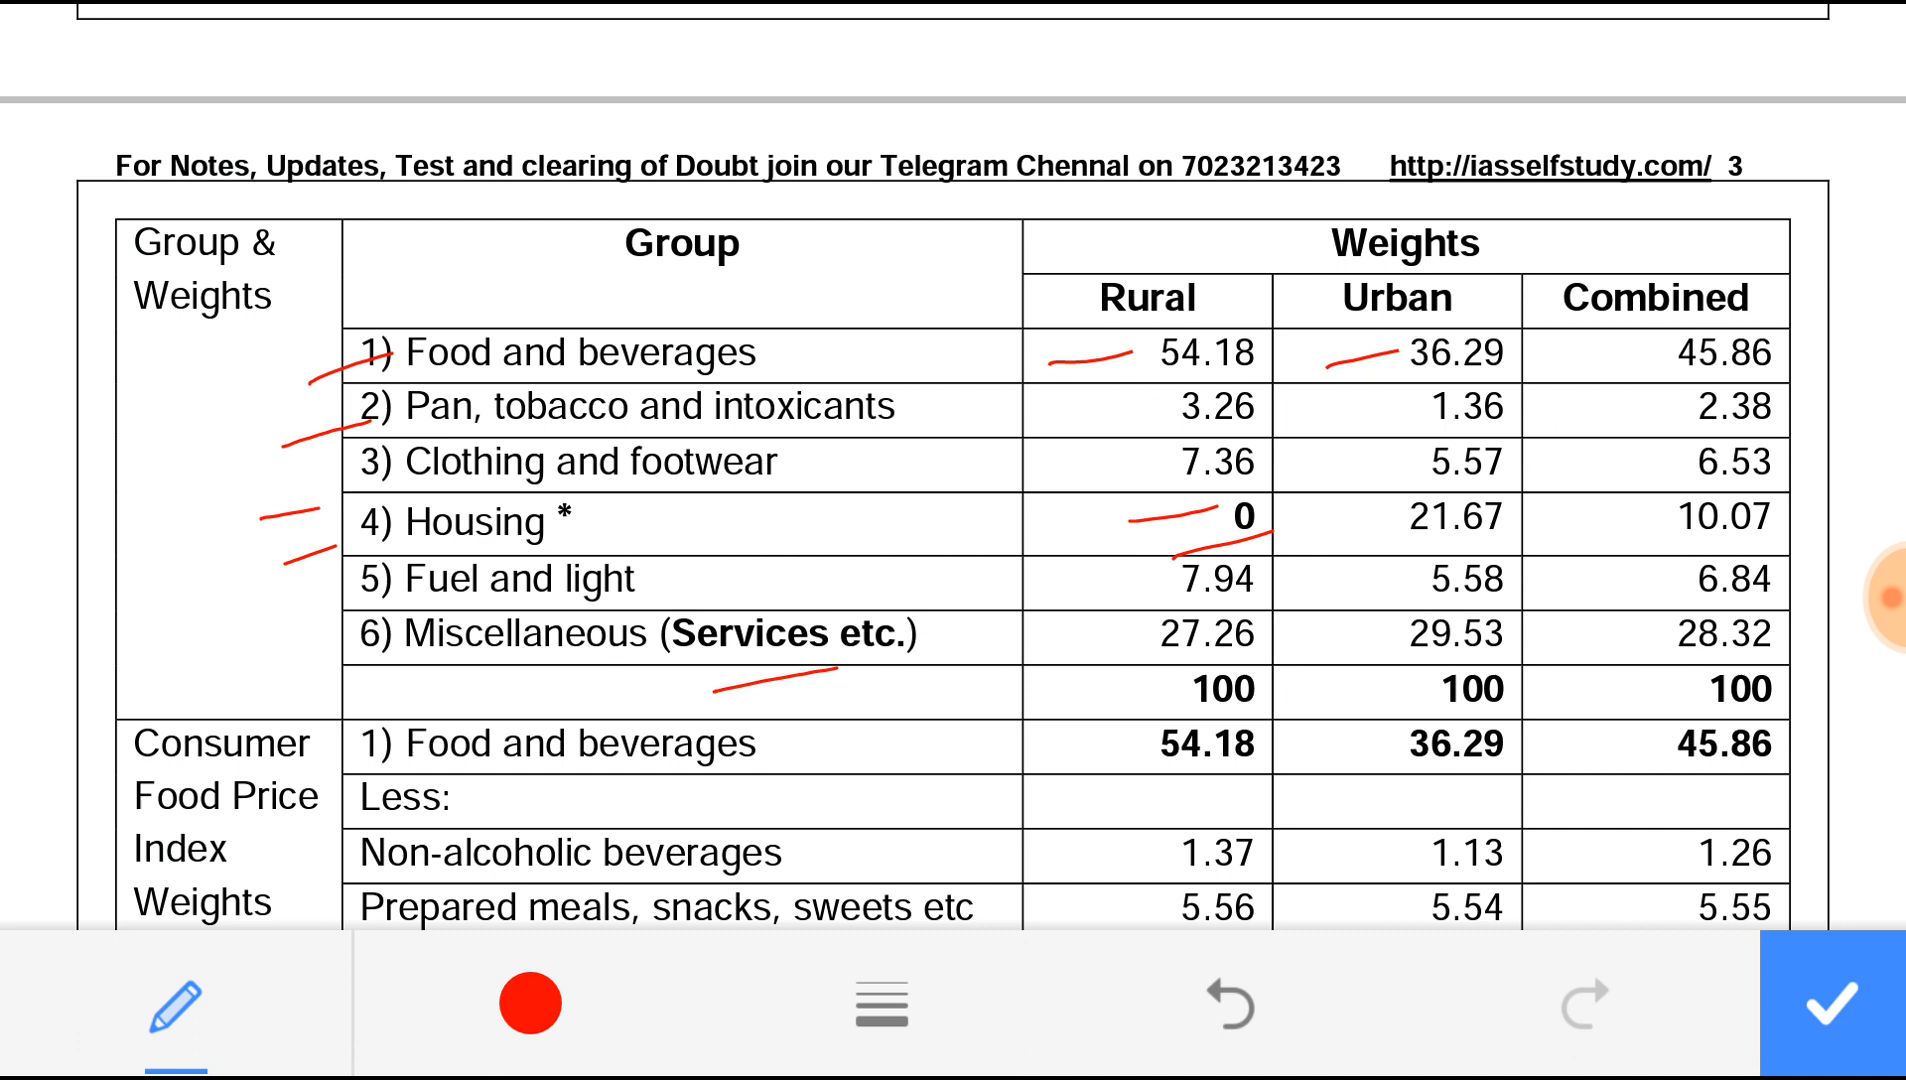 For Notes, Updates, Test and clearing of Doubt join our Telegram Chennal on 7023213423 http://iasselfstudy.com/ 3
Group & Weights Group Weights
Rural Urban Combined
1) Food and beverages 54.18 36.29 45.86
2) Pan, tobacco and intoxicants 3.26 1.36 2.38
3) Clothing and footwear 7.36 5.57 6.53
4) Housing * 0 21.67 10.07
5) Fuel and light 7.94 5.58 6.84
6) Miscellaneous (Services etc.) 27.26 29.53 28.32
100 100 100
Consumer Food Price Index Weights 1) Food and beverages 54.18 36.29 45.86
Less:
Non-alcoholic beverages 1.37 1.13 1.26
Prepared meals, snacks, sweets etc 5.56 5.54 5.55